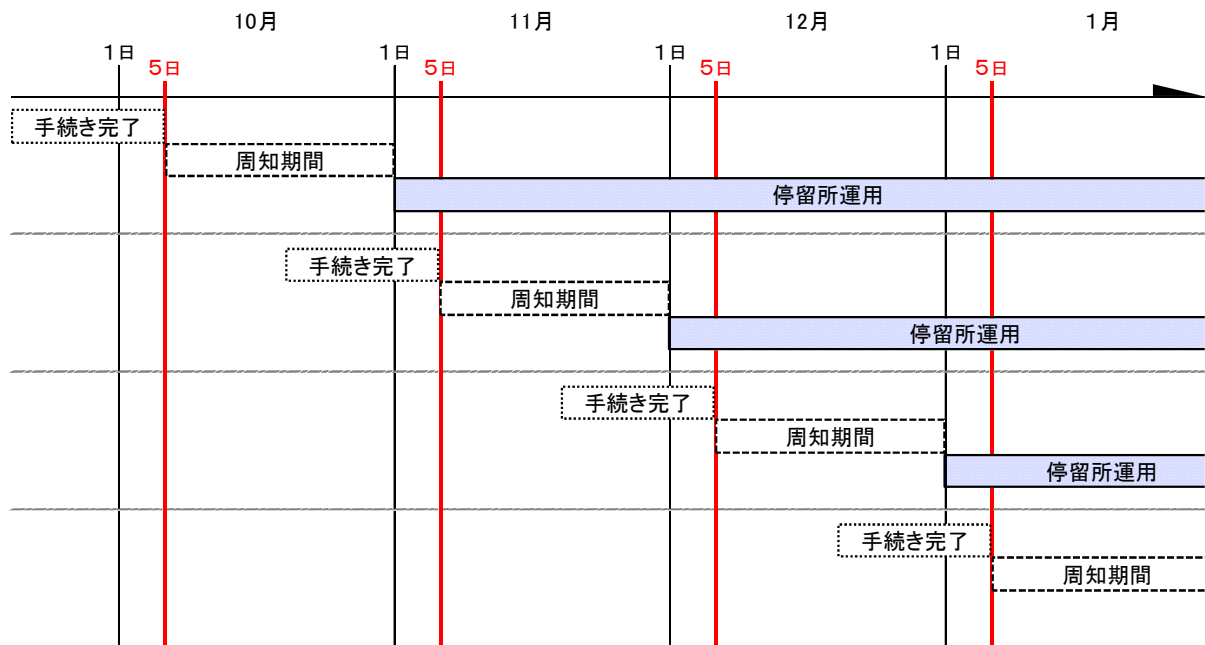 10月 11月 12月 1月
1日 1日 1日 1日
5日 5日 5日 5日
手続き完了
周知期間
停留所運用
手続き完了
周知期間
停留所運用
手続き完了
周知期間
停留所運用
手続き完了
周知期間